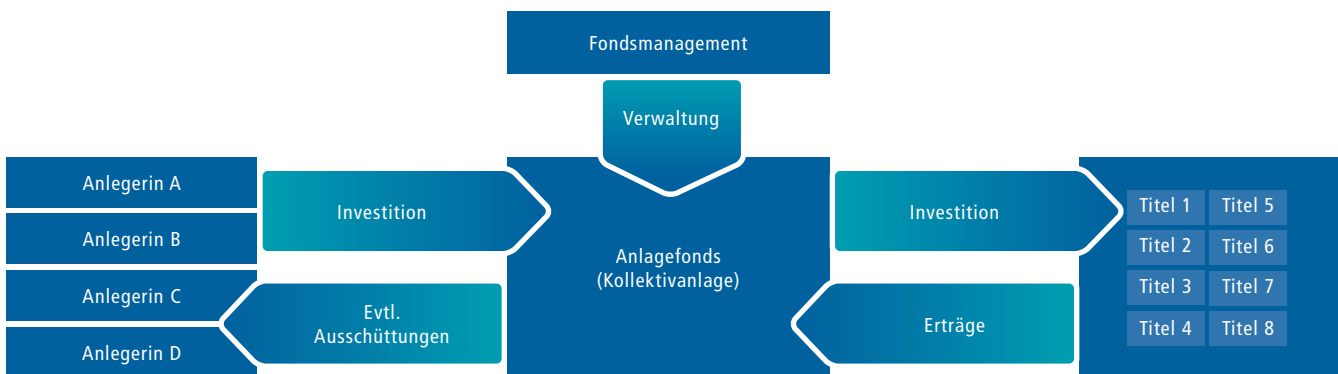 Fondsmanagement
Verwaltung
Anlegerin A
Anlegerin B
Anlegerin C
Anlegerin D
Investition
Evtl.
Ausschüttungen
Anlagefonds
(Kollektivanlage)
Investition
Erträge
Titel 1
Titel 5
Titel 2
Titel 6
Titel 3
Titel 7
Titel 4
Titel 8